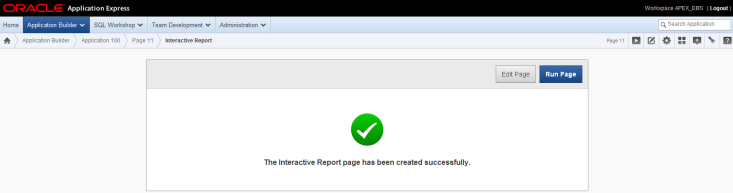 ORACLE Application Express
Workspace APEX_EBS ( Logout )
Home Application Builder SQL Workshop Team Development Administration Search Application
Application Builder Application 100 Page 11 Interactive Report Page 11
Edit Page Run Page
The Interactive Report page has been created successfully.